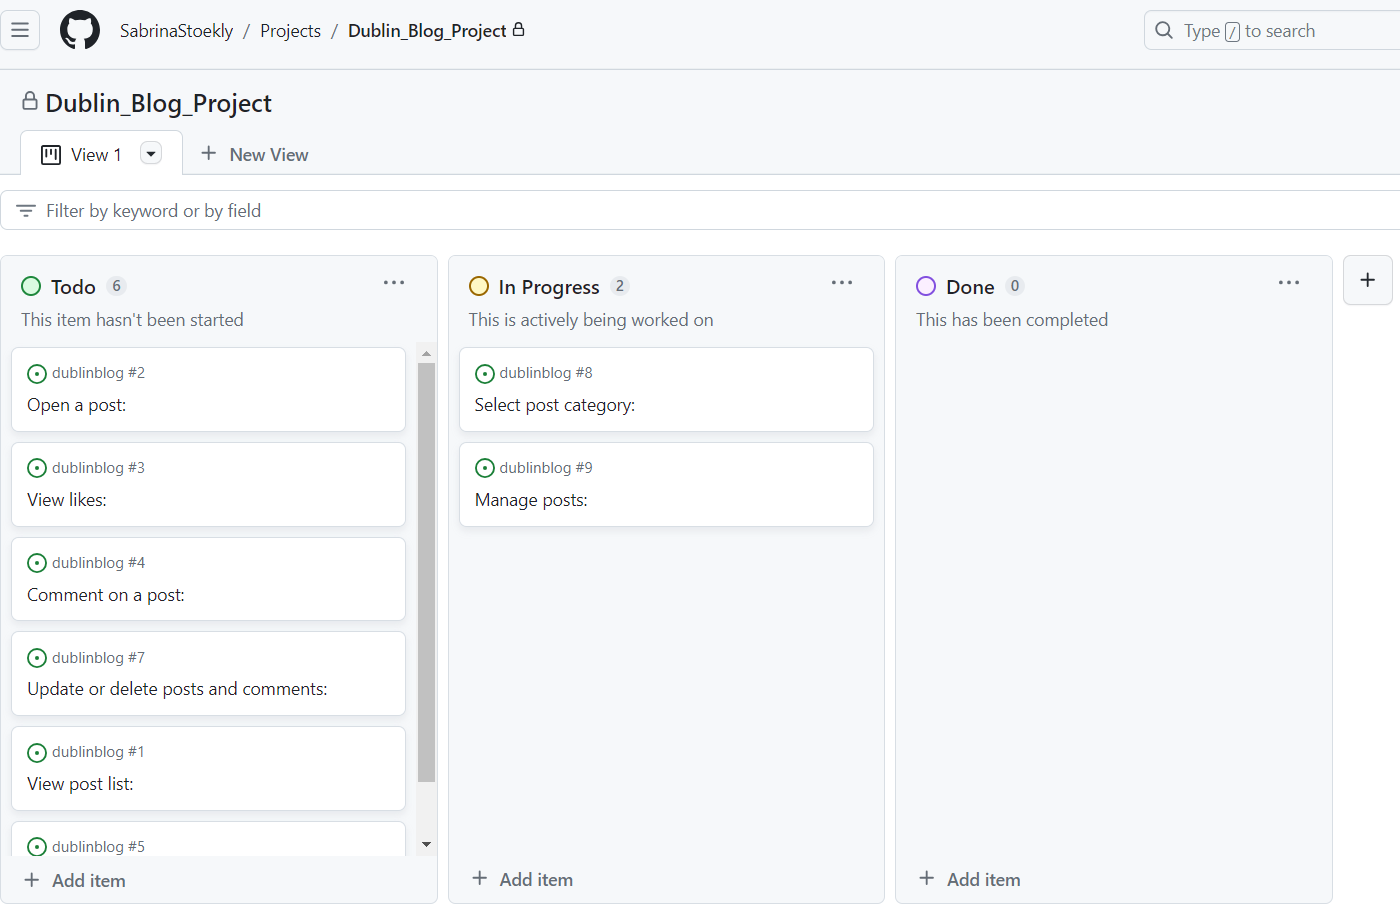 SabrinaStoekly / Projects / Dublin_Blog_Project
Type / to search
Dublin_Blog_Project
View 1
New View
Filter by keyword or by field
Todo 6
This item hasn't been started
dublinblog #2
Open a post:
dublinblog #3
View likes:
dublinblog #4
Comment on a post:
dublinblog #7
Update or delete posts and comments:
dublinblog #1
View post list:
dublinblog #5
+ Add item
In Progress 2
This is actively being worked on
dublinblog #8
Select post category:
dublinblog #9
Manage posts:
+ Add item
Done 0
This has been completed
+ Add item